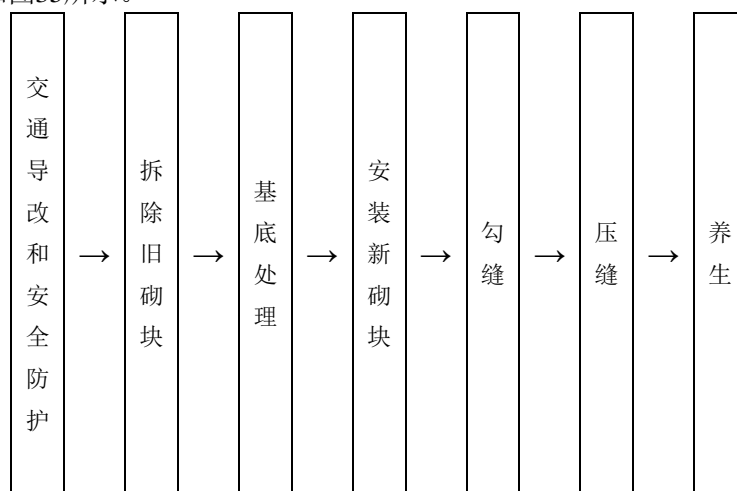 图35所示。
交通导改和安全防护
→
拆除旧砌块
→
基底处理
→
安装新砌块
→
勾缝
→
压缝
→
养生